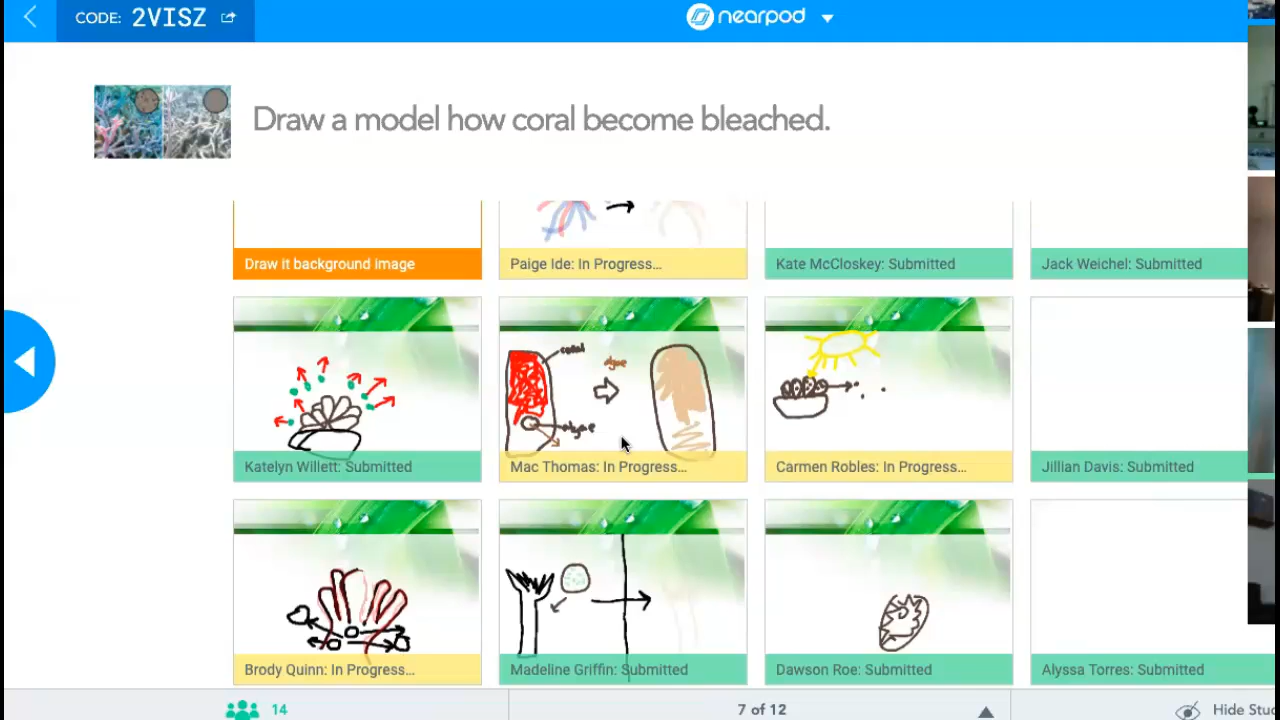 CODE: 2VISZ
nearpod
Draw a model how coral become bleached.
Draw it background image
Paige Ide: In Progress...
Kate McCloskey: Submitted
Jack Weichel: Submitted
coral
algae
algae
Katelyn Willett: Submitted
Mac Thomas: In Progress...
Carmen Robles: In Progress...
Jillian Davis: Submitted
Brody Quinn: In Progress...
Madeline Griffin: Submitted
Dawson Roe: Submitted
Alyssa Torres: Submitted
14
7 of 12
Hide Stud